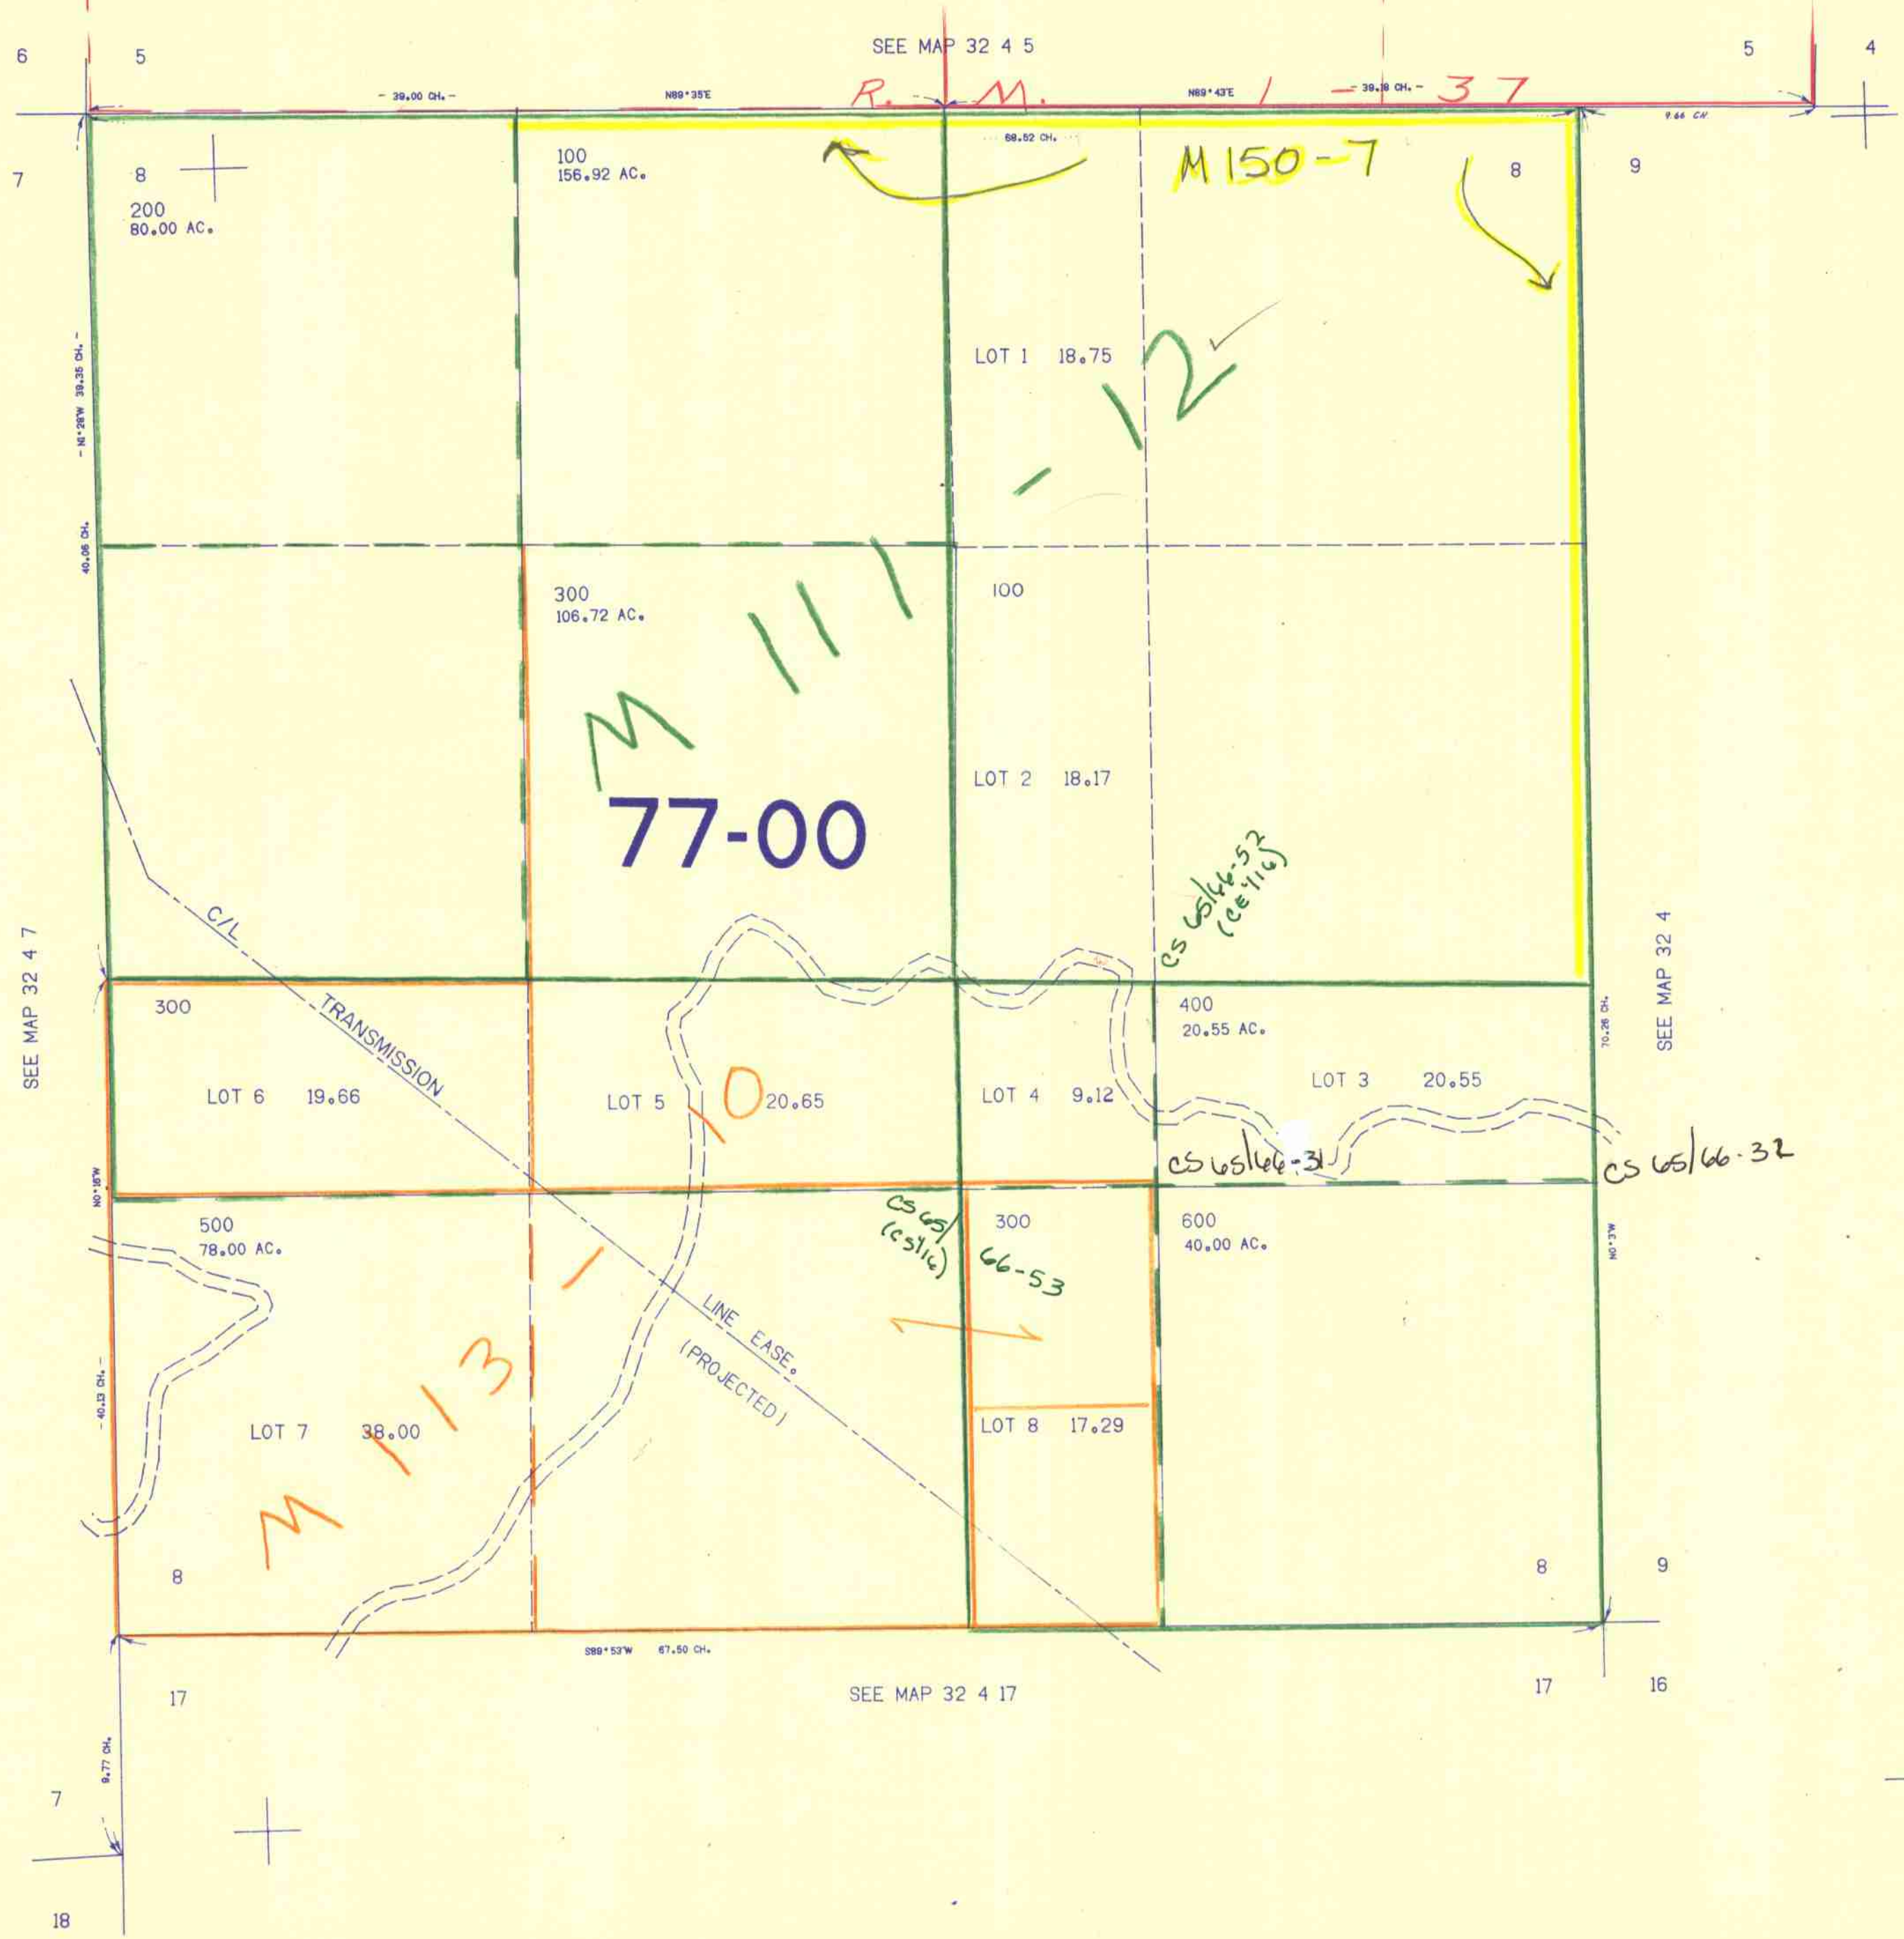 SEE MAP 32 4 5
6
5
5
4
- 39.00 CH. -
N89°35'E
R. M. 1 - 37
N89°43'E
- 39.18 CH. -
9.66 CH.
68.52 CH.
M 150-7
7
8
200
80.00 AC.
100
156.92 AC.
8
9
LOT 1 18.75
M 111 - 12
- N1°28'W 39.35 CH. -
40.06 CH.
300
106.72 AC.
100
LOT 2 18.17
77-00
CS 65/66-52
(CE 1/16)
C/L
TRANSMISSION
LINE EASE.
(PROJECTED)
SEE MAP 32 4 7
SEE MAP 32 4
300
LOT 6 19.66
LOT 5 20.65
LOT 4 9.12
400
20.55 AC.
LOT 3 20.55
70.26 CH.
CS 65/66-31
CS 65/66-32
N0°16'W
500
78.00 AC.
CS 65/
66-53
(CS 1/16)
300
600
40.00 AC.
N0°3'W
M 113 - 10
- 40.13 CH. -
LOT 7 38.00
LOT 8 17.29
8
8
9
S89°53'W 67.50 CH.
SEE MAP 32 4 17
17
17
16
9.77 CH.
7
18